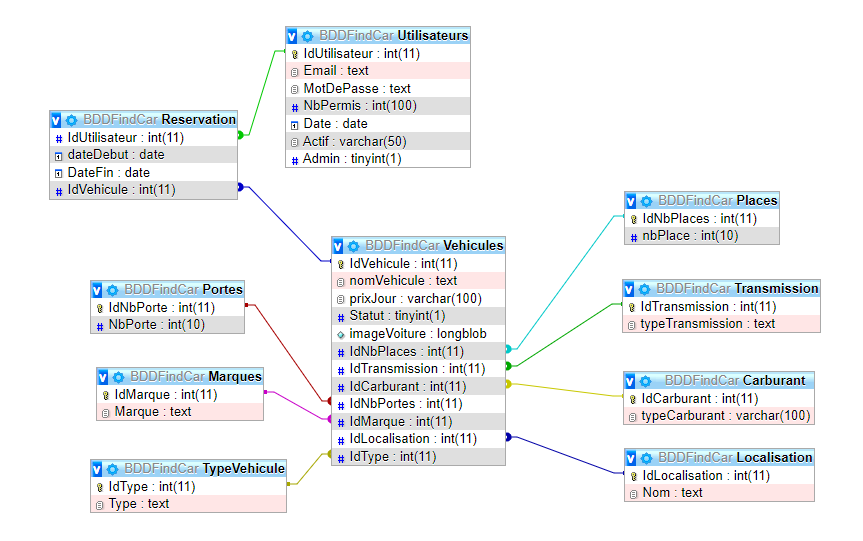 BDDFindCar Utilisateurs
IdUtilisateur : int(11)
Email : text
MotDePasse : text
NbPermis : int(100)
Date : date
Actif : varchar(50)
Admin : tinyint(1)
BDDFindCar Reservation
IdUtilisateur : int(11)
dateDebut : date
DateFin : date
IdVehicule : int(11)
BDDFindCar Vehicules
IdVehicule : int(11)
nomVehicule : text
prixJour : varchar(100)
Statut : tinyint(1)
imageVoiture : longblob
IdNbPlaces : int(11)
IdTransmission : int(11)
IdCarburant : int(11)
IdNbPortes : int(11)
IdMarque : int(11)
IdLocalisation : int(11)
IdType : int(11)
BDDFindCar Portes
IdNbPorte : int(11)
NbPorte : int(10)
BDDFindCar Marques
IdMarque : int(11)
Marque : text
BDDFindCar TypeVehicule
IdType : int(11)
Type : text
BDDFindCar Places
IdNbPlaces : int(11)
nbPlace : int(10)
BDDFindCar Transmission
IdTransmission : int(11)
typeTransmission : text
BDDFindCar Carburant
IdCarburant : int(11)
typeCarburant : varchar(100)
BDDFindCar Localisation
IdLocalisation : int(11)
Nom : text